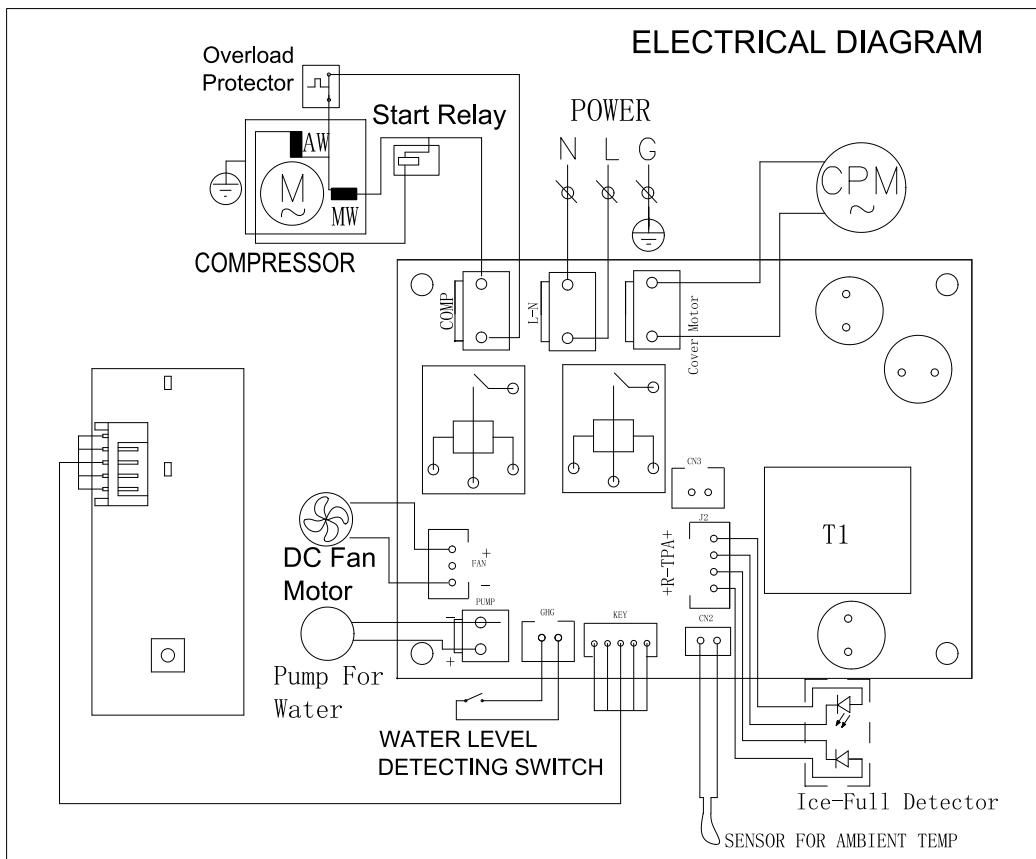 ELECTRICAL DIAGRAM
Overload
Protector
Start Relay
POWER
N L G
AW
M
~
MW
CPM
~
COMPRESSOR
COMP
L-N
Cover Motor
CN3
J2
+R-TPA+
T1
DC Fan
Motor
+
FAN
-
PUMP
-
+
GHG
KEY
CN2
Pump For
Water
WATER LEVEL
DETECTING SWITCH
Ice-Full Detector
SENSOR FOR AMBIENT TEMP